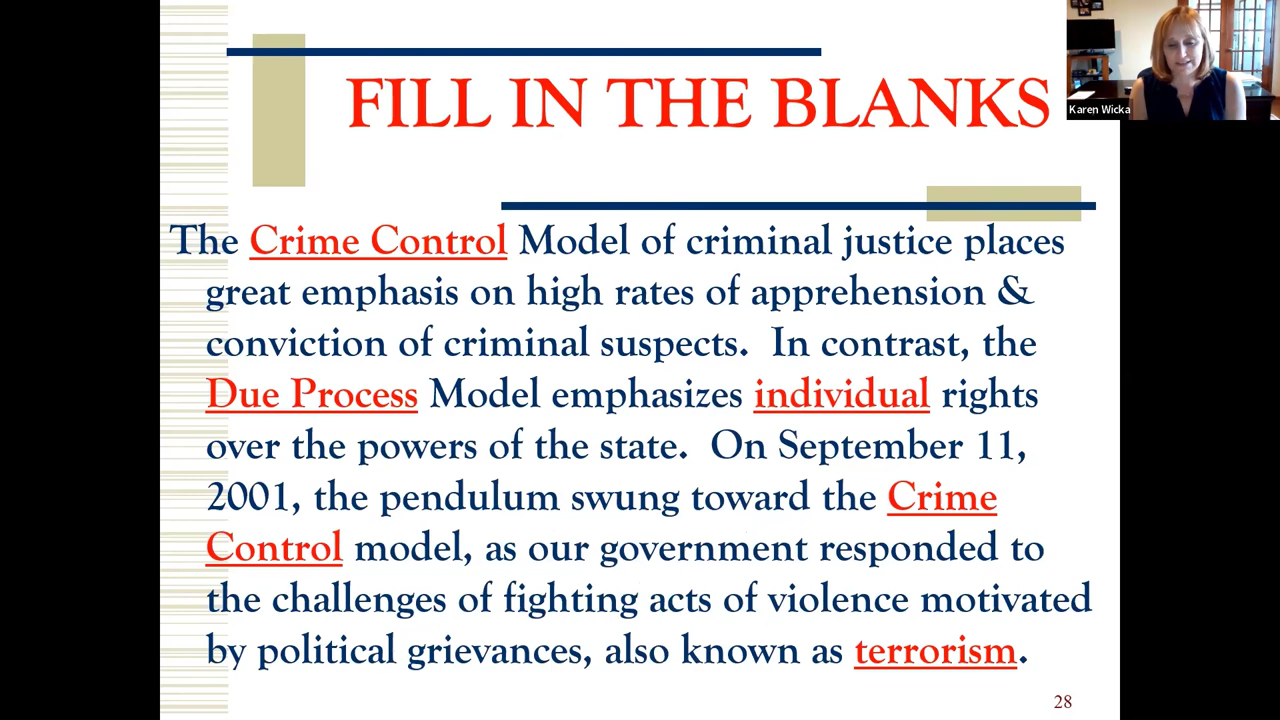 FILL IN THE BLANKS
Karen Wicka
The Crime Control Model of criminal justice places
great emphasis on high rates of apprehension &
conviction of criminal suspects. In contrast, the
Due Process Model emphasizes individual rights
over the powers of the state. On September 11,
2001, the pendulum swung toward the Crime
Control model, as our government responded to
the challenges of fighting acts of violence motivated
by political grievances, also known as terrorism.
28